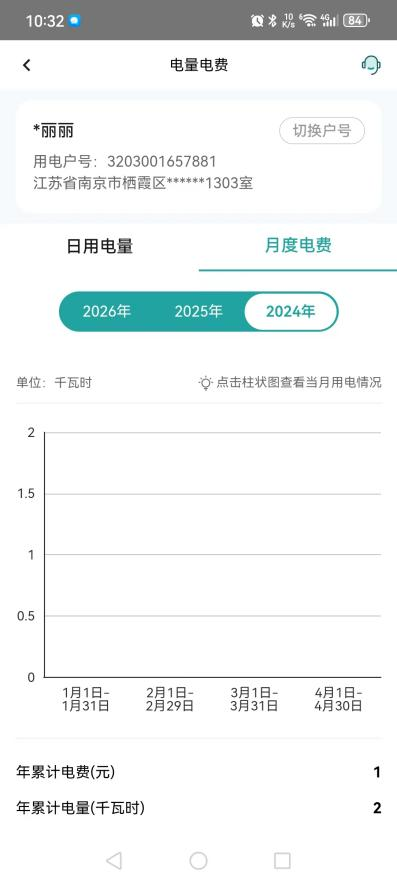 10:32
10 K/s 6 4G 84
电量电费
*丽丽
切换户号
用电户号：3203001657881
江苏省南京市栖霞区******1303室
日用电量 月度电费
2026年 2025年 2024年
单位：千瓦时 点击柱状图查看当月用电情况
2
1.5
1
0.5
0
1月1日- 2月1日- 3月1日- 4月1日-
1月31日 2月29日 3月31日 4月30日
年累计电费(元) 1
年累计电量(千瓦时) 2